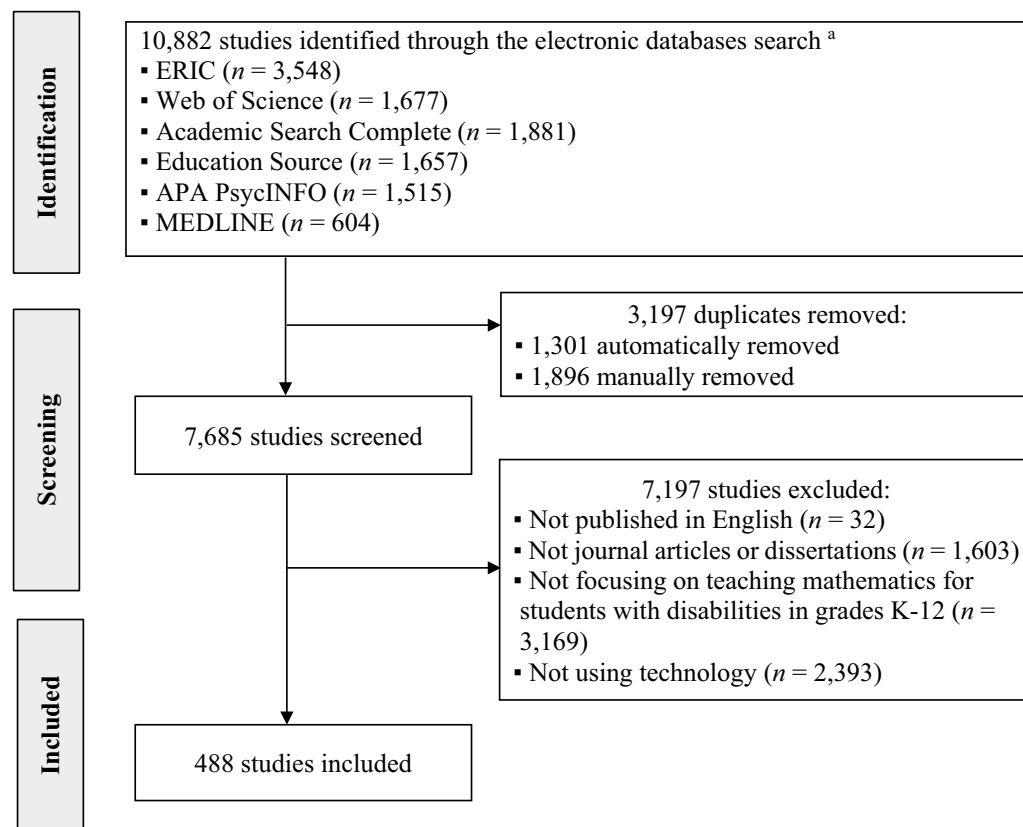 Identification
10,882 studies identified through the electronic databases search ª
▪ ERIC (n = 3,548)
▪ Web of Science (n = 1,677)
▪ Academic Search Complete (n = 1,881)
▪ Education Source (n = 1,657)
▪ APA PsycINFO (n = 1,515)
▪ MEDLINE (n = 604)
Screening
3,197 duplicates removed:
▪ 1,301 automatically removed
▪ 1,896 manually removed
7,685 studies screened
7,197 studies excluded:
▪ Not published in English (n = 32)
▪ Not journal articles or dissertations (n = 1,603)
▪ Not focusing on teaching mathematics for
students with disabilities in grades K-12 (n =
3,169)
▪ Not using technology (n = 2,393)
Included
488 studies included